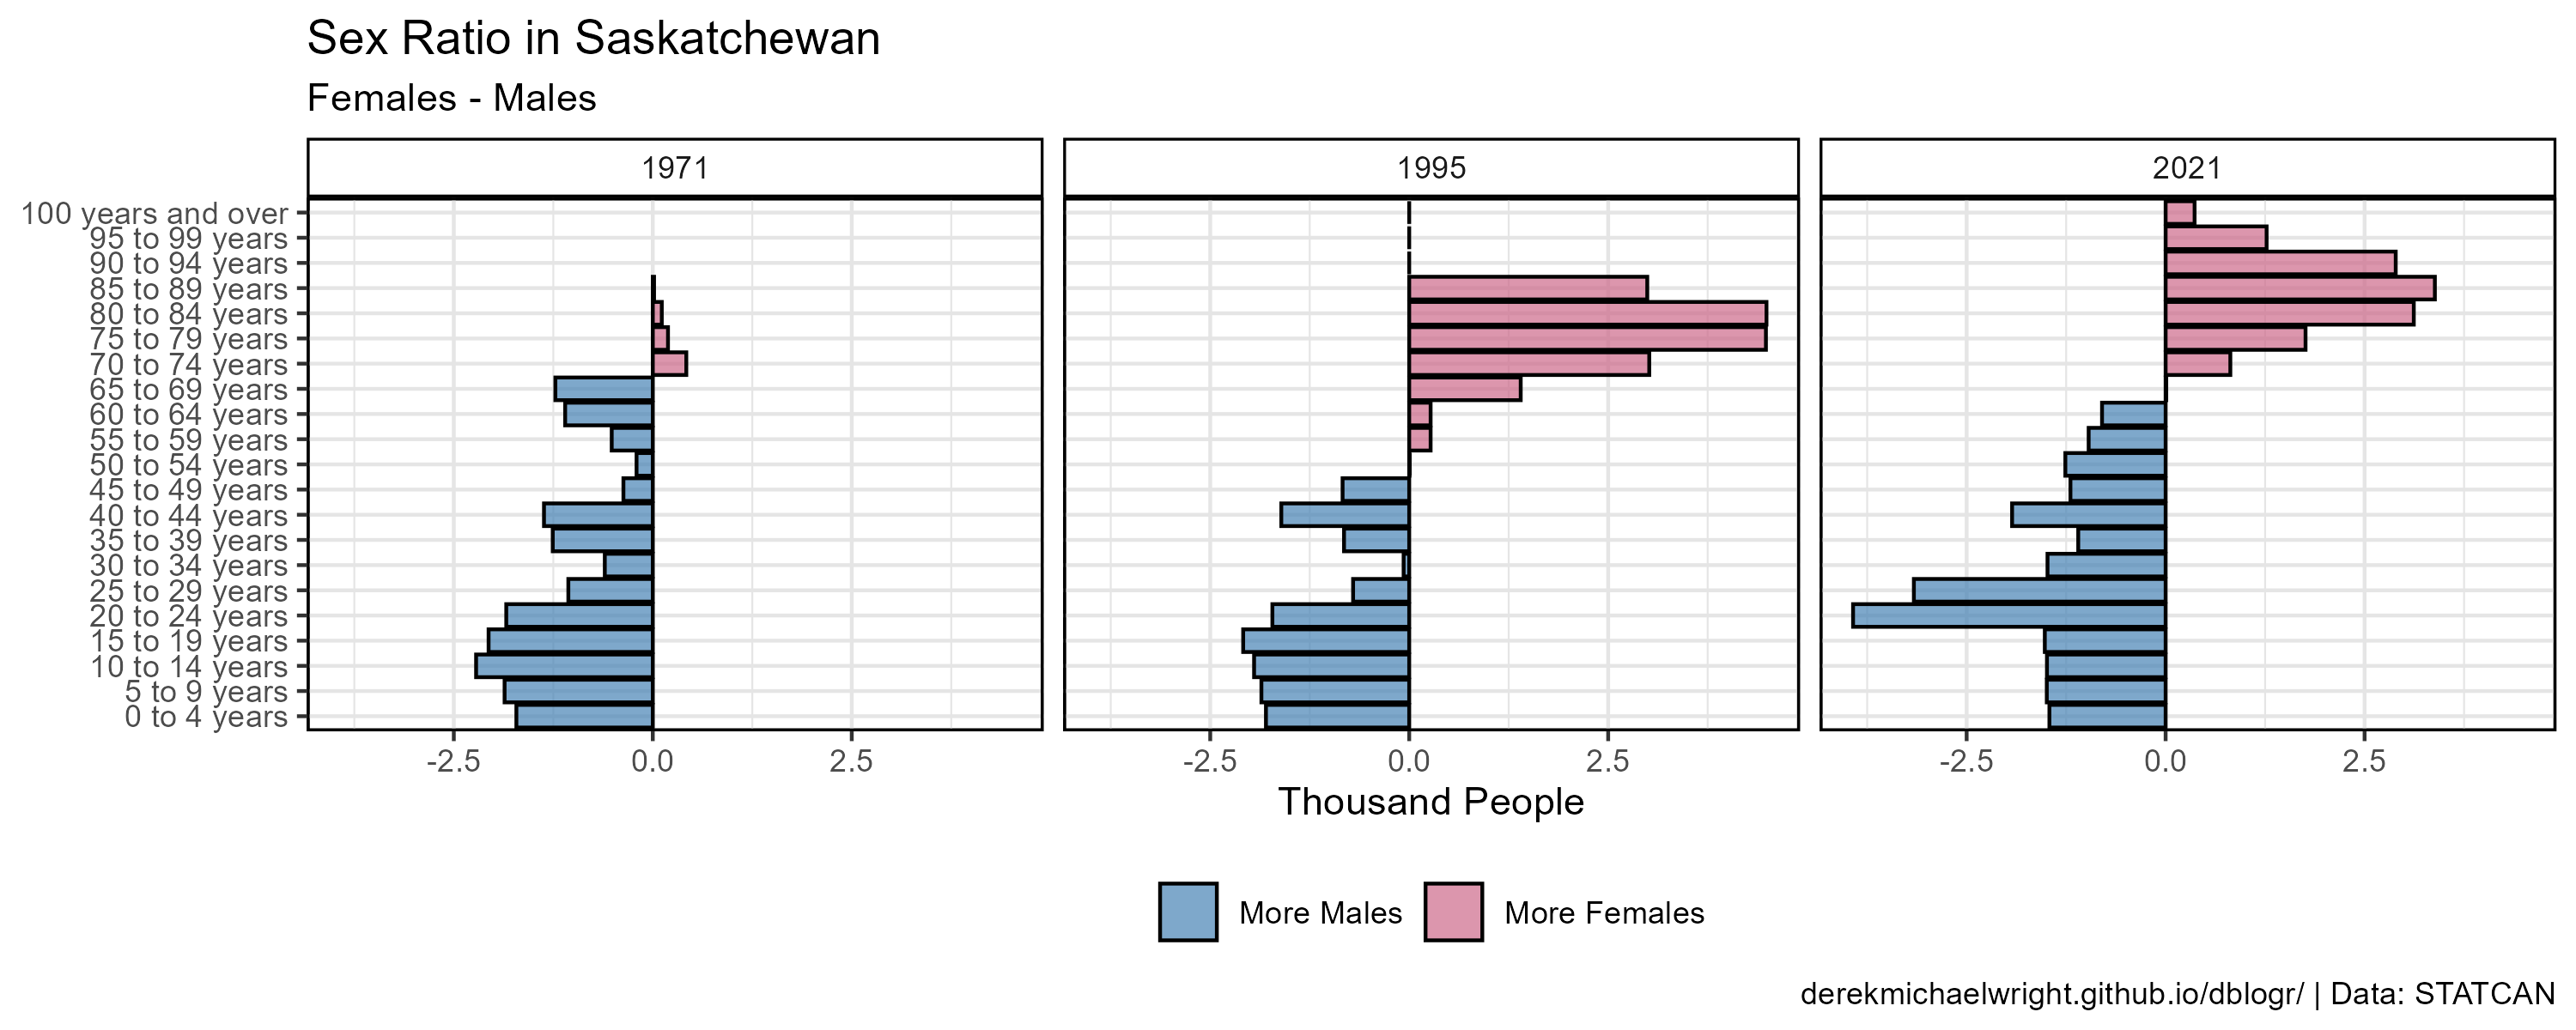 Sex Ratio in Saskatchewan
Females - Males
1971
1995
2021
100 years and over
95 to 99 years
90 to 94 years
85 to 89 years
80 to 84 years
75 to 79 years
70 to 74 years
65 to 69 years
60 to 64 years
55 to 59 years
50 to 54 years
45 to 49 years
40 to 44 years
35 to 39 years
30 to 34 years
25 to 29 years
20 to 24 years
15 to 19 years
10 to 14 years
5 to 9 years
0 to 4 years
-2.5 0.0 2.5
-2.5 0.0 2.5
-2.5 0.0 2.5
Thousand People
More Males
More Females
derekmichaelwright.github.io/dblogr/ | Data: STATCAN